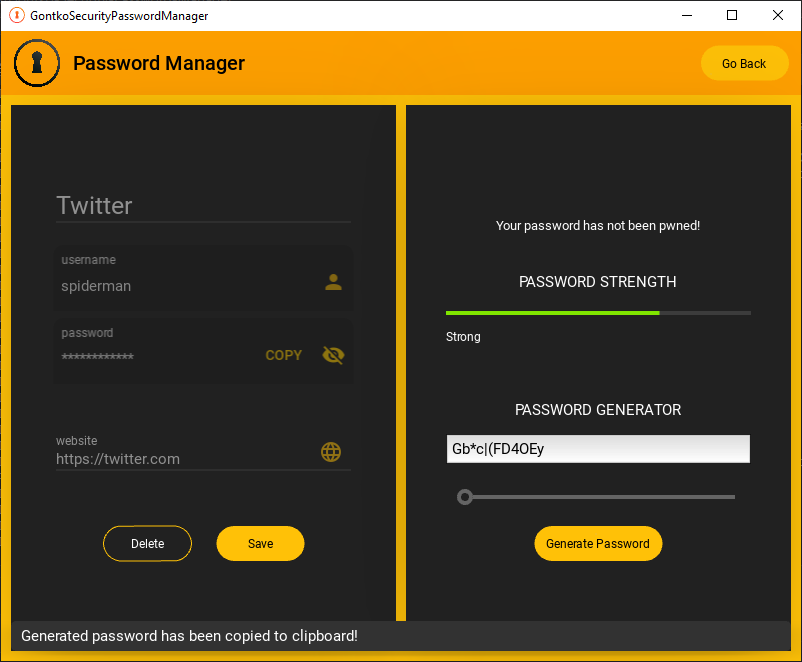 GontkoSecurityPasswordManager
Password Manager
Go Back
Twitter
username
spiderman
password
************
COPY
website
https://twitter.com
Delete
Save
Your password has not been pwned!
PASSWORD STRENGTH
Strong
PASSWORD GENERATOR
Gb*c|(FD4OEy
Generate Password
Generated password has been copied to clipboard!